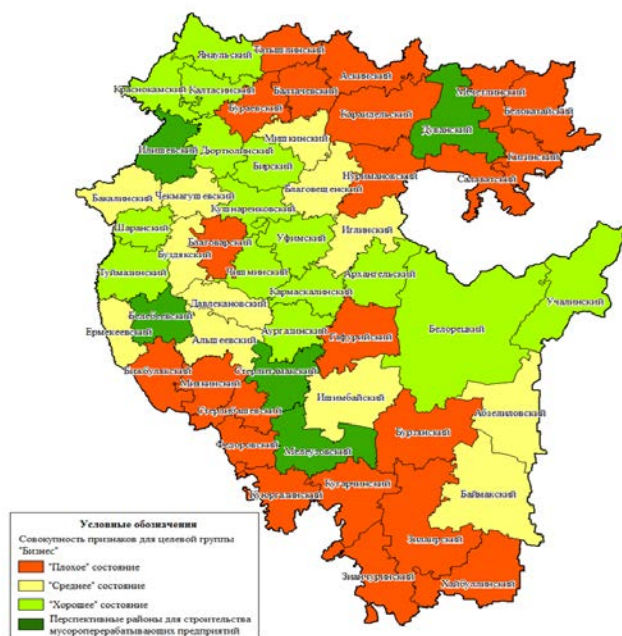 Янаульский
Татышлинский
Аскинский
Краснокамский
Калтасинский
Балтачевский
Мечетлинский
Белокатайский
Бураевский
Караидельский
Дуванский
Мишкинский
Илишевский
Дюртюлинский
Бирский
Кигинский
Нуримановский
Салаватский
Бакалинский
Чекмагушевский
Благовещенский
Кушнаренковский
Шаранский
Иглинский
Благоварский
Уфимский
Буздякский
Туймазинский
Чишминский
Архангельский
Учалинский
Кармаскалинский
Белебеевский
Давлекановский
Белорецкий
Ермекеевский
Аургазинский
Гафурийский
Альшеевский
Бижбулякский
Миякинский
Стерлитамакский
Ишимбайский
Абзелиловский
Стерлибашевский
Бурзянский
Федоровский
Мелеузовский
Кугарчинский
Баймакский
Куюргазинский
Зилаирский
Зианчуринский
Хайбуллинский
Условные обозначения
Совокупность признаков для целевой группы
"Бизнес"
"Плохое" состояние
"Среднее" состояние
"Хорошее" состояние
Перспективные районы для строительства
мусороперерабатывающих предприятий